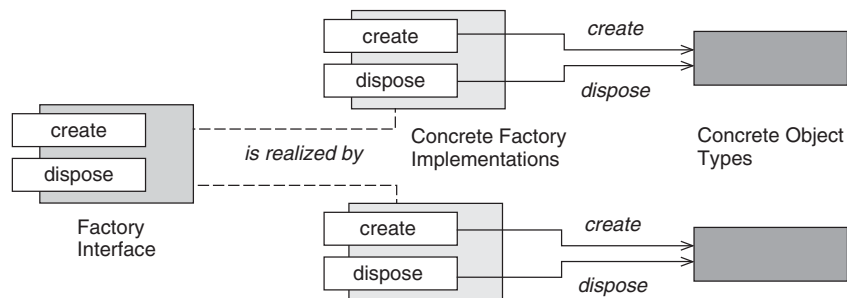 create
dispose
Factory
Interface
is realized by
create
dispose
Concrete Factory
Implementations
create
dispose
Concrete Object
Types
create
dispose
create
dispose